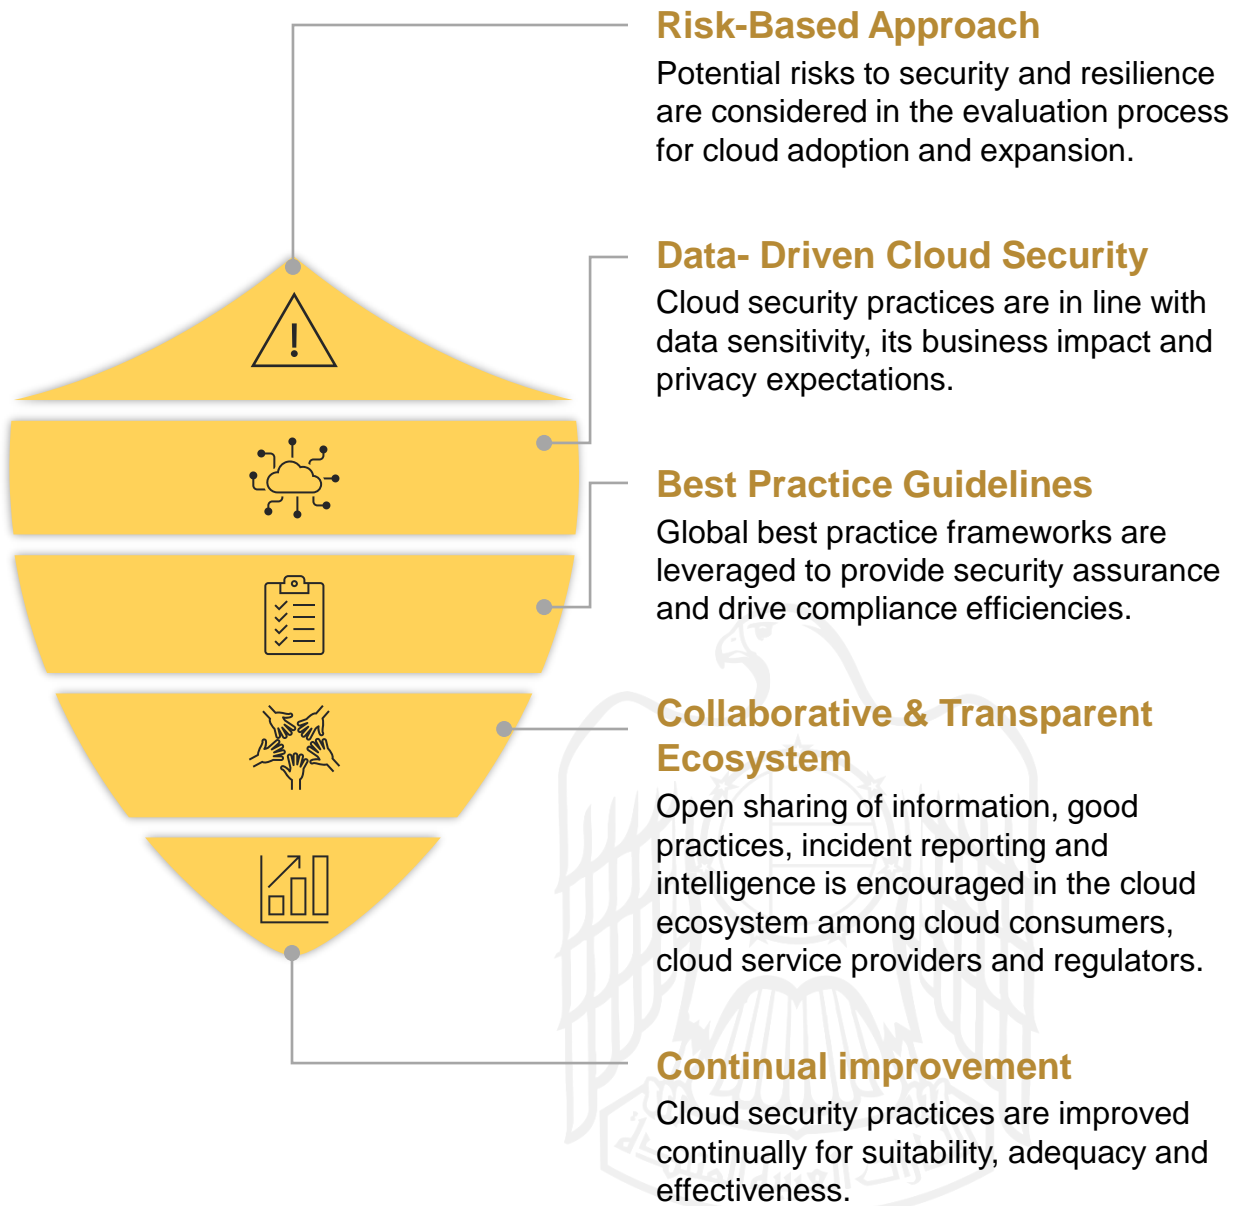 Risk-Based Approach
Potential risks to security and resilience
are considered in the evaluation process
for cloud adoption and expansion.
Data- Driven Cloud Security
Cloud security practices are in line with
data sensitivity, its business impact and
privacy expectations.
Best Practice Guidelines
Global best practice frameworks are
leveraged to provide security assurance
and drive compliance efficiencies.
Collaborative & Transparent
Ecosystem
Open sharing of information, good
practices, incident reporting and
intelligence is encouraged in the cloud
ecosystem among cloud consumers,
cloud service providers and regulators.
Continual improvement
Cloud security practices are improved
continually for suitability, adequacy and
effectiveness.